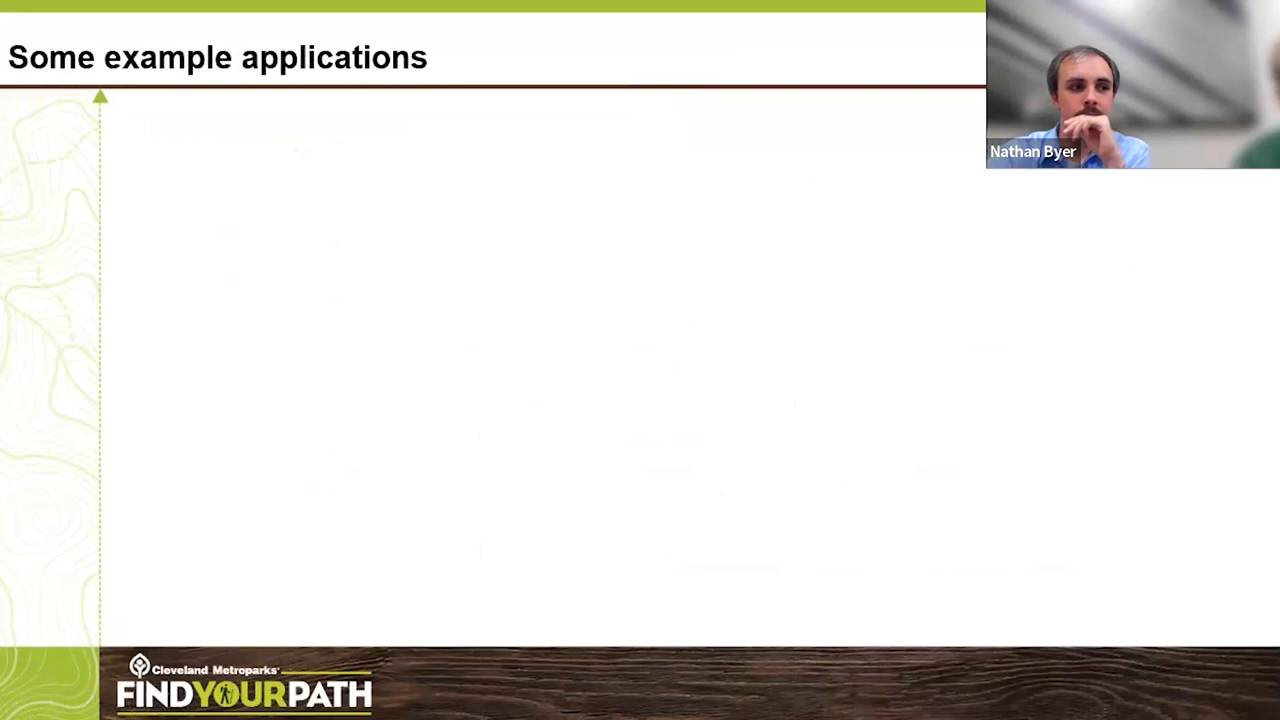 Some example applications
Nathan Byer
Cleveland Metroparks
FINDYOURPATH